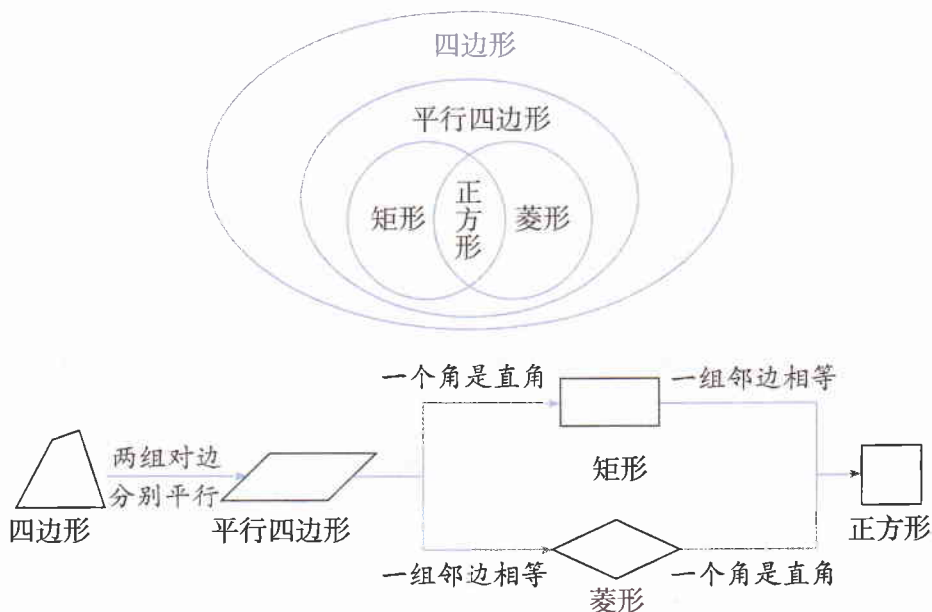 四边形
平行四边形
矩形
正方形
菱形
一个角是直角
一组邻边相等
两组对边
分别平行
矩形
四边形
平行四边形
正方形
一组邻边相等
一个角是直角
菱形